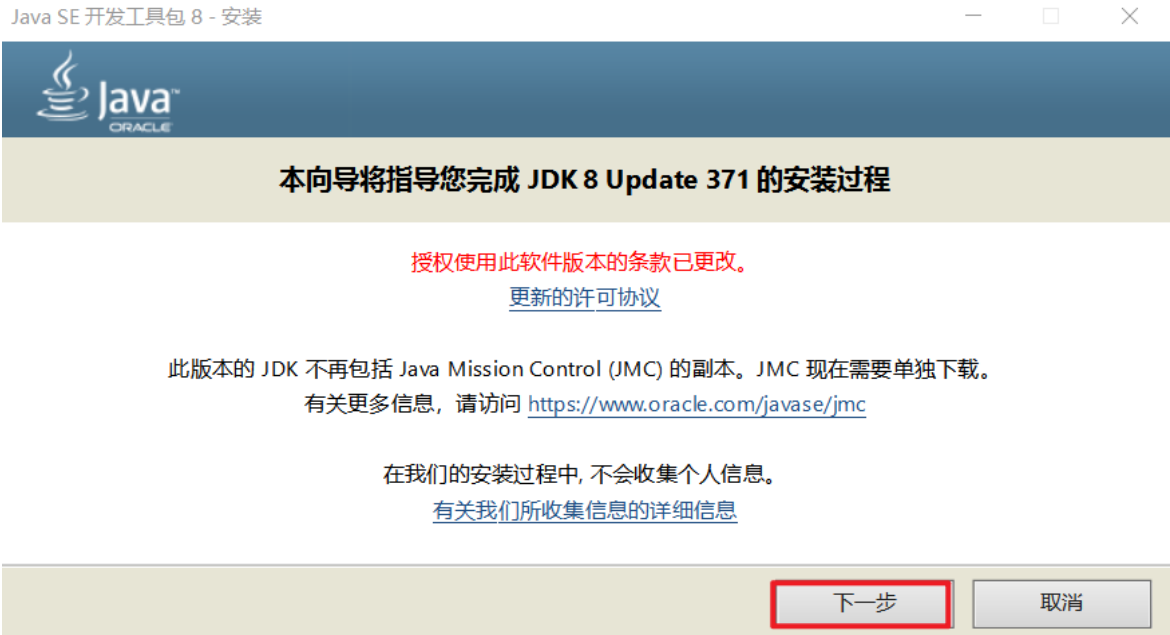 Java SE 开发工具包 8 - 安装
Java™
ORACLE
本向导将指导您完成 JDK 8 Update 371 的安装过程
授权使用此软件版本的条款已更改。
更新的许可协议
此版本的 JDK 不再包括 Java Mission Control (JMC) 的副本。JMC 现在需要单独下载。
有关更多信息，请访问 https://www.oracle.com/javase/jmc
在我们的安装过程中, 不会收集个人信息。
有关我们所收集信息的详细信息
下一步 取消